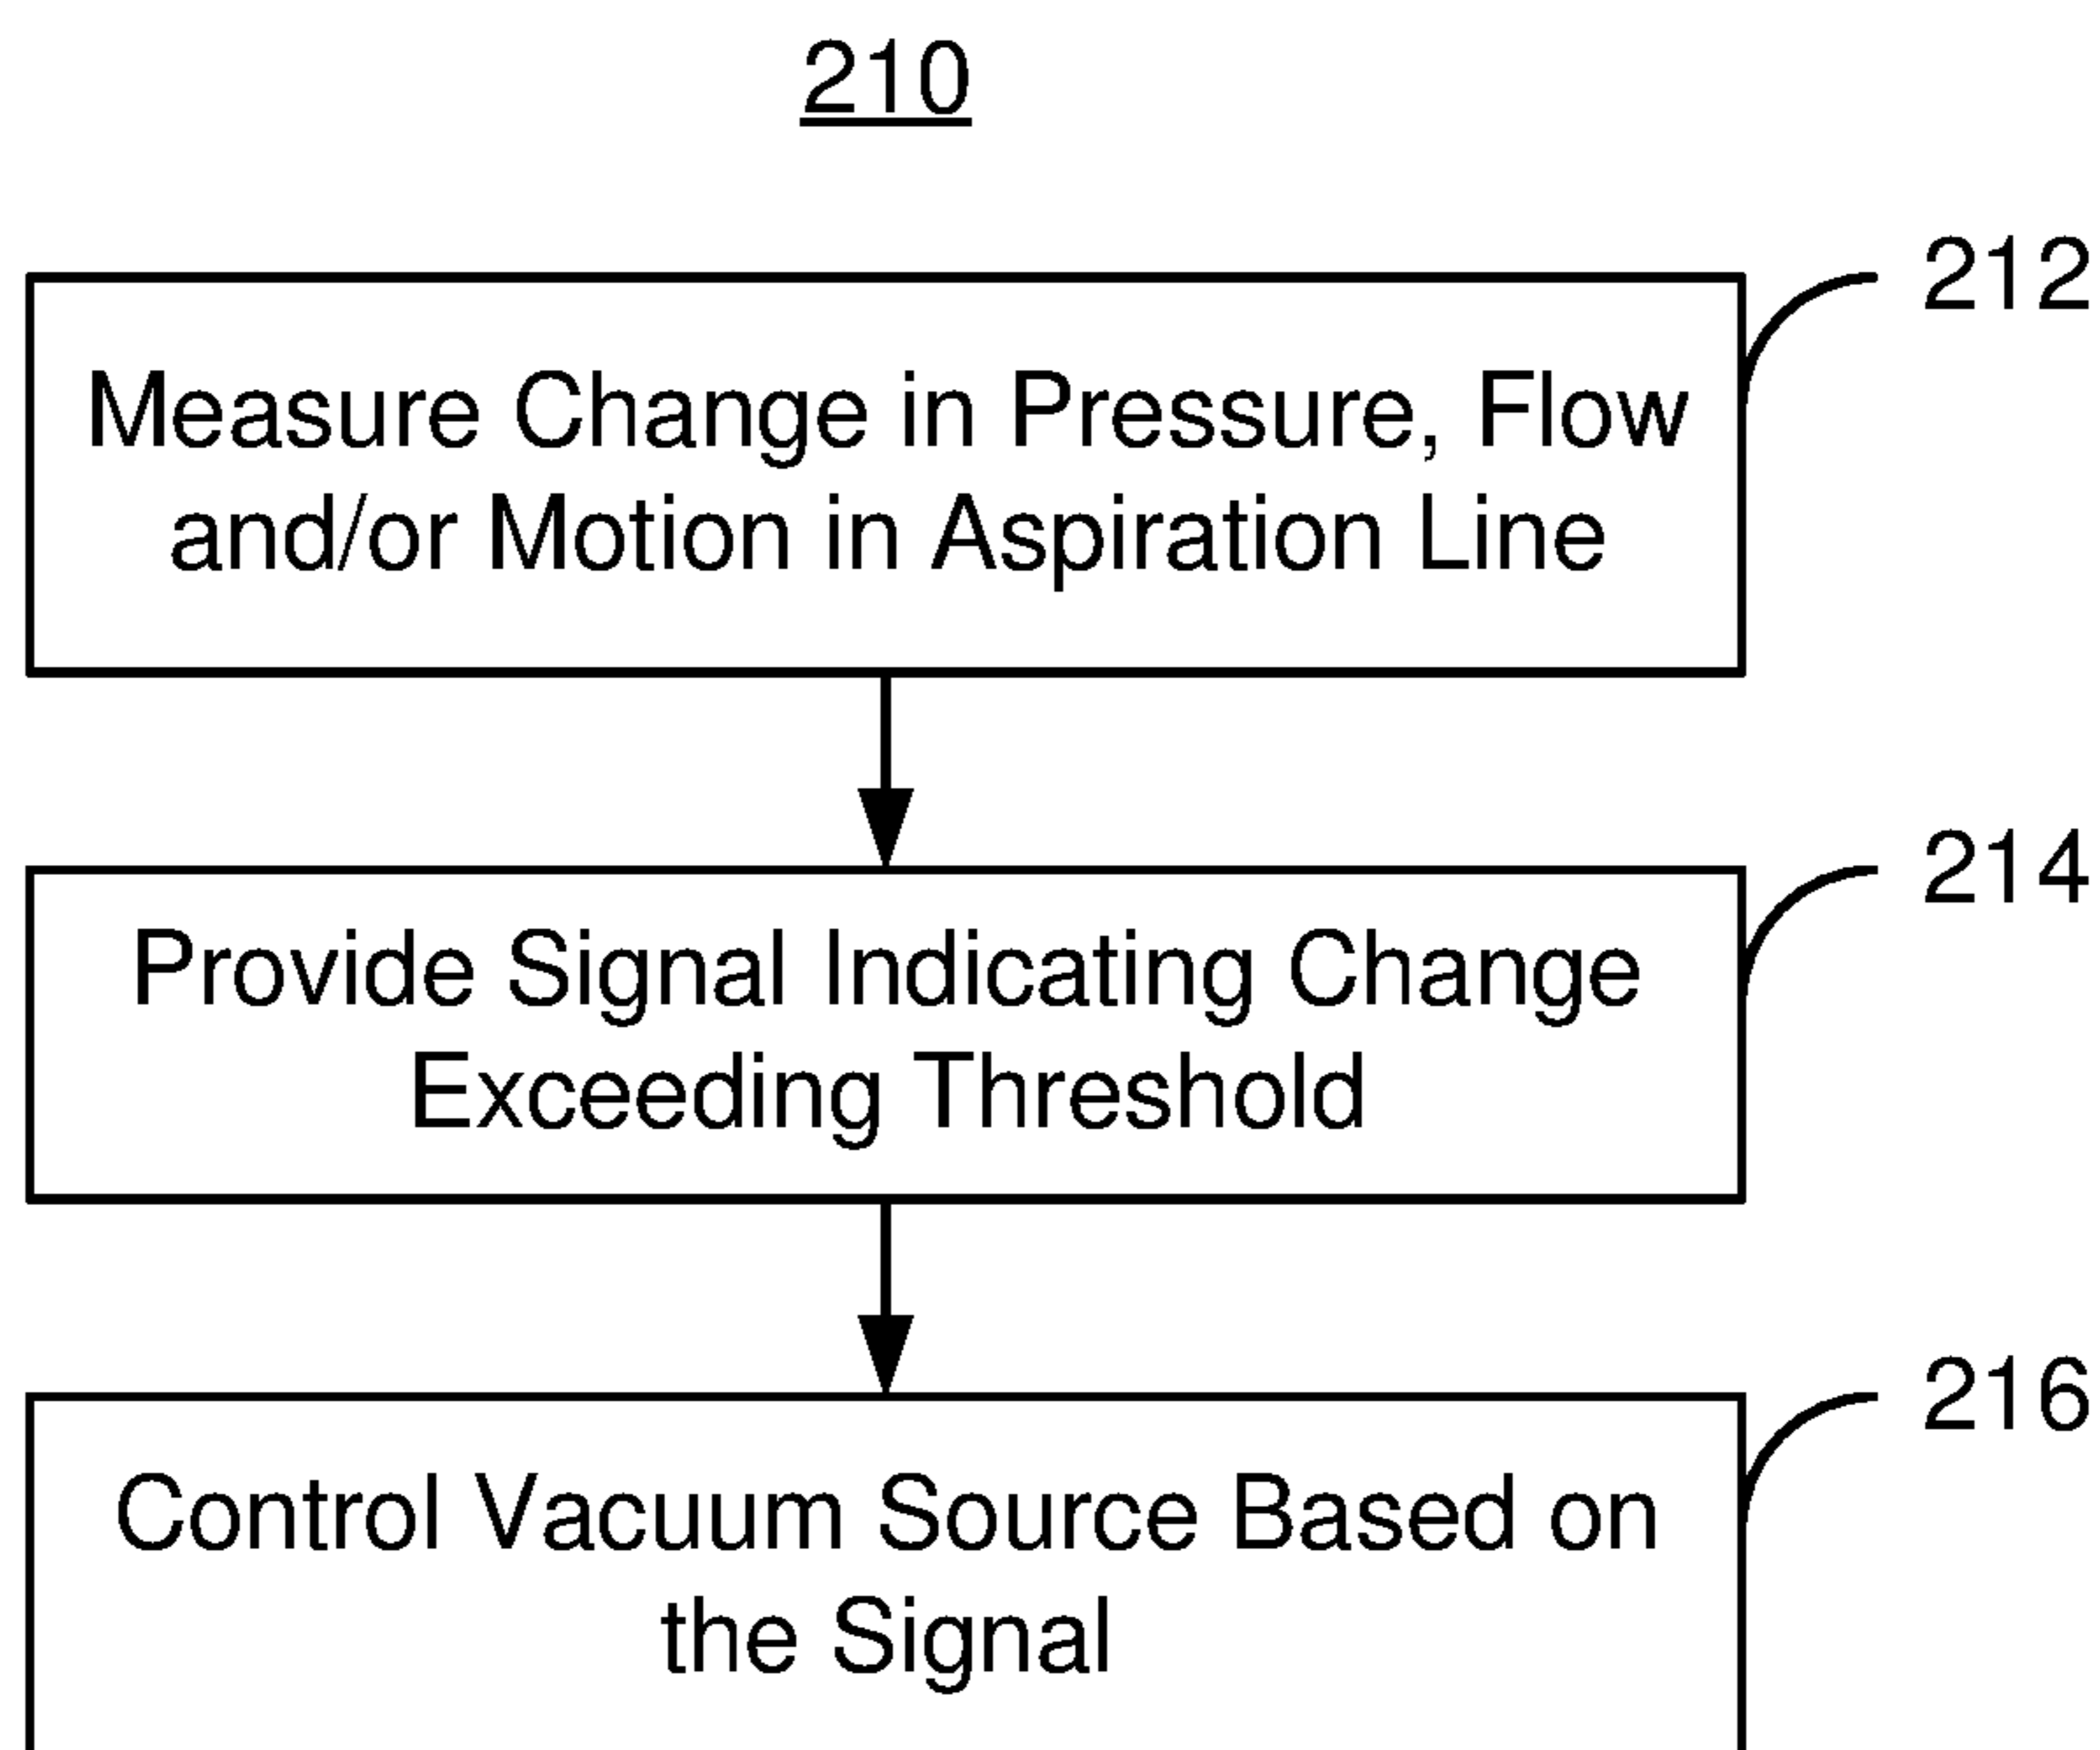 210
212
Measure Change in Pressure, Flow
and/or Motion in Aspiration Line
214
Provide Signal Indicating Change
Exceeding Threshold
216
Control Vacuum Source Based on
the Signal